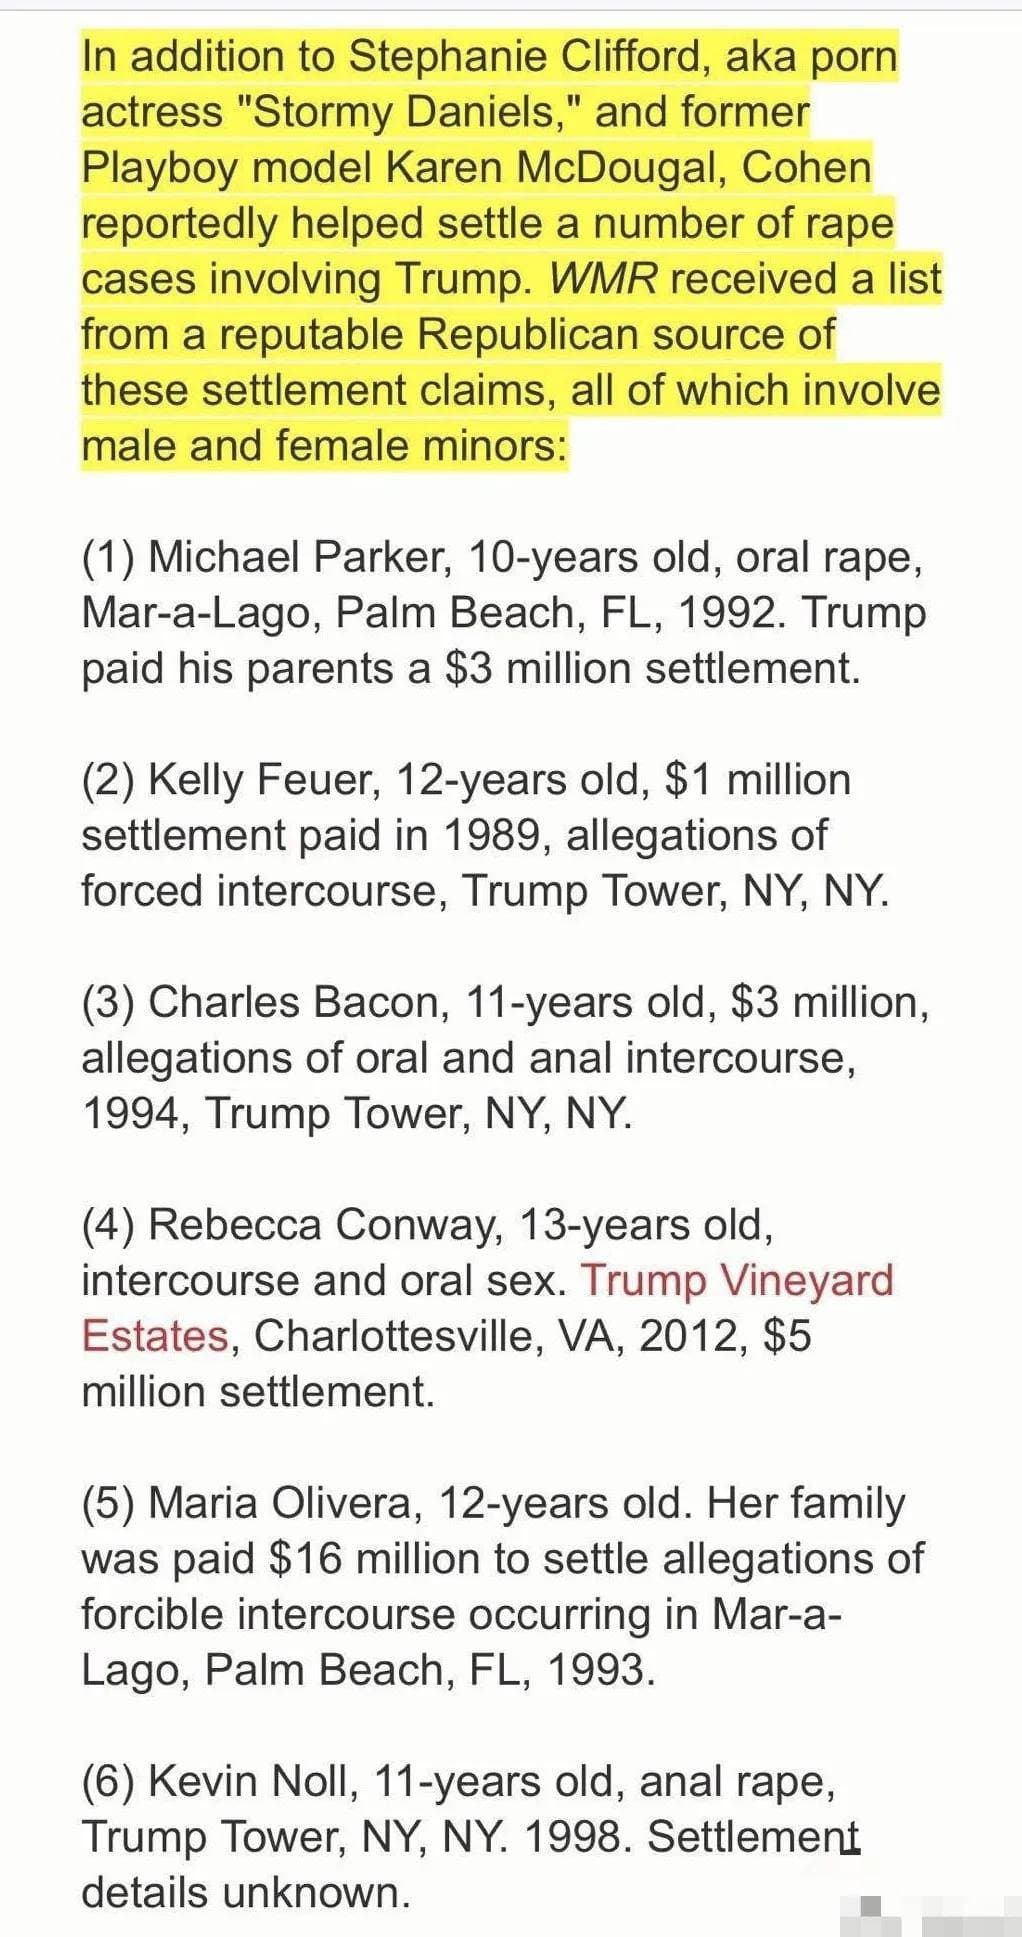 In addition to Stephanie Clifford, aka porn
actress "Stormy Daniels," and former
Playboy model Karen McDougal, Cohen
reportedly helped settle a number of rape
cases involving Trump. WMR received a list
from a reputable Republican source of
these settlement claims, all of which involve
male and female minors:
(1) Michael Parker, 10-years old, oral rape,
Mar-a-Lago, Palm Beach, FL, 1992. Trump
paid his parents a $3 million settlement.
(2) Kelly Feuer, 12-years old, $1 million
settlement paid in 1989, allegations of
forced intercourse, Trump Tower, NY, NY.
(3) Charles Bacon, 11-years old, $3 million,
allegations of oral and anal intercourse,
1994, Trump Tower, NY, NY.
(4) Rebecca Conway, 13-years old,
intercourse and oral sex. Trump Vineyard
Estates, Charlottesville, VA, 2012, $5
million settlement.
(5) Maria Olivera, 12-years old. Her family
was paid $16 million to settle allegations of
forcible intercourse occurring in Mar-a-
Lago, Palm Beach, FL, 1993.
(6) Kevin Noll, 11-years old, anal rape,
Trump Tower, NY, NY. 1998. Settlement
details unknown.